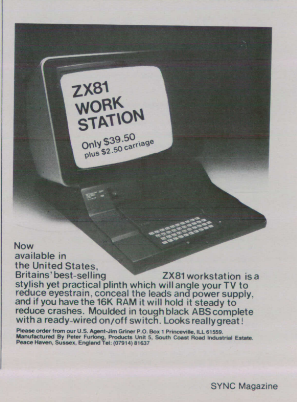 ZX81
WORK
STATION
Only $39.50
plus $2.50 carriage
Now
available in
the United States,
Britains' best-selling ZX81 workstation is a
stylish yet practical plinth which will angle your TV to
reduce eyestrain, conceal the leads and power supply,
and if you have the 16K RAM it will hold it steady to
reduce crashes. Moulded in tough black ABS complete
with a ready-wired on/off switch. Looks really great!
Please order from our U.S. Agent-Jim Griner P.O. Box 1 Princeville, ILL 61559.
Manufactured By Peter Furlong, Products Unit 5, South Coast Road Industrial Estate,
Peace Haven, Sussex, England Tel: (07914) 81637
SYNC Magazine